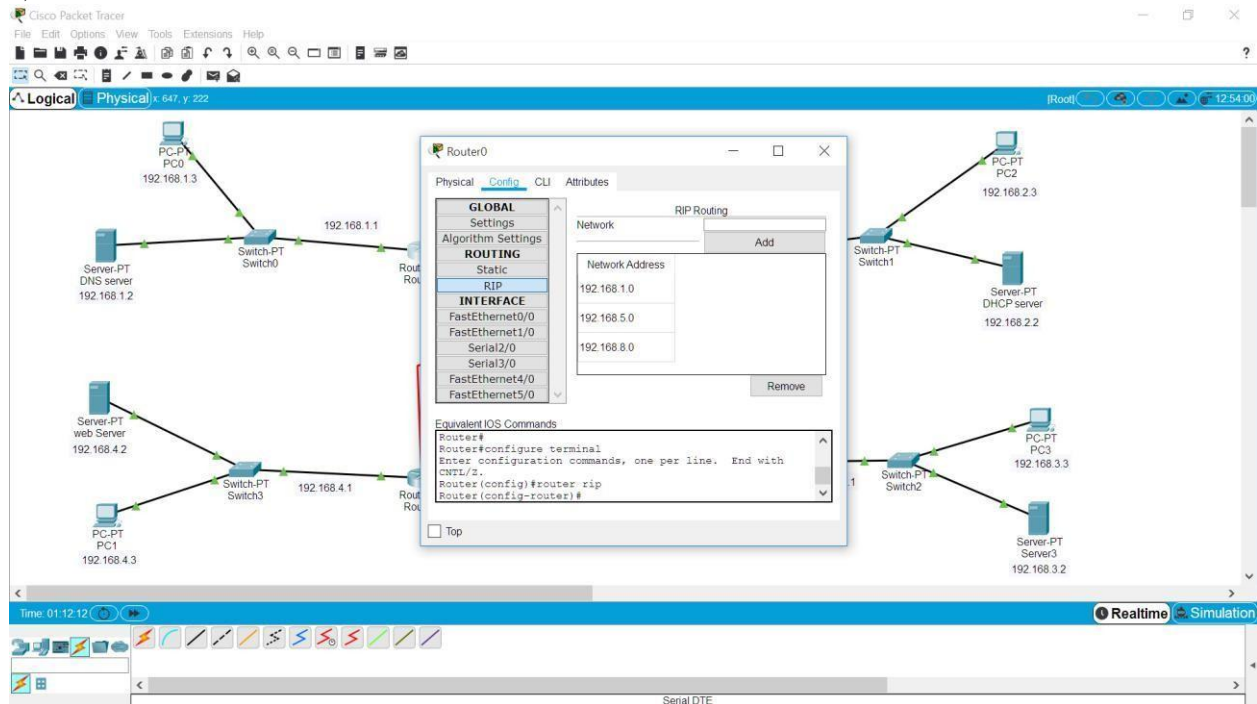 Cisco Packet Tracer
File Edit Options View Tools Extensions Help
?
Logical Physical x: 647, y: 222
[Root] 12:54:00
PC-PT
PC0
192.168.1.3
192.168.1.1
Server-PT
DNS server
192.168.1.2
Switch-PT
Switch0
Rout
Rou
Server-PT
web Server
192.168.4.2
Switch-PT
Switch3
192.168.4.1
Rout
Rou
PC-PT
PC1
192.168.4.3
Router0
Physical Config CLI Attributes
GLOBAL
Settings
Algorithm Settings
ROUTING
Static
RIP
INTERFACE
FastEthernet0/0
FastEthernet1/0
Serial2/0
Serial3/0
FastEthernet4/0
FastEthernet5/0
RIP Routing
Network
Add
Network Address
192.168.1.0
192.168.5.0
192.168.8.0
Remove
Equivalent IOS Commands
Router#
Router#configure terminal
Enter configuration commands, one per line. End with
CNTL/Z.
Router(config)#router rip
Router(config-router)#
Top
PC-PT
PC2
192.168.2.3
Switch-PT
Switch1
Server-PT
DHCP server
192.168.2.2
PC-PT
PC3
192.168.3.3
.1
Switch-PT
Switch2
Server-PT
Server3
192.168.3.2
Time: 01:12:12
Realtime Simulation
Serial DTE